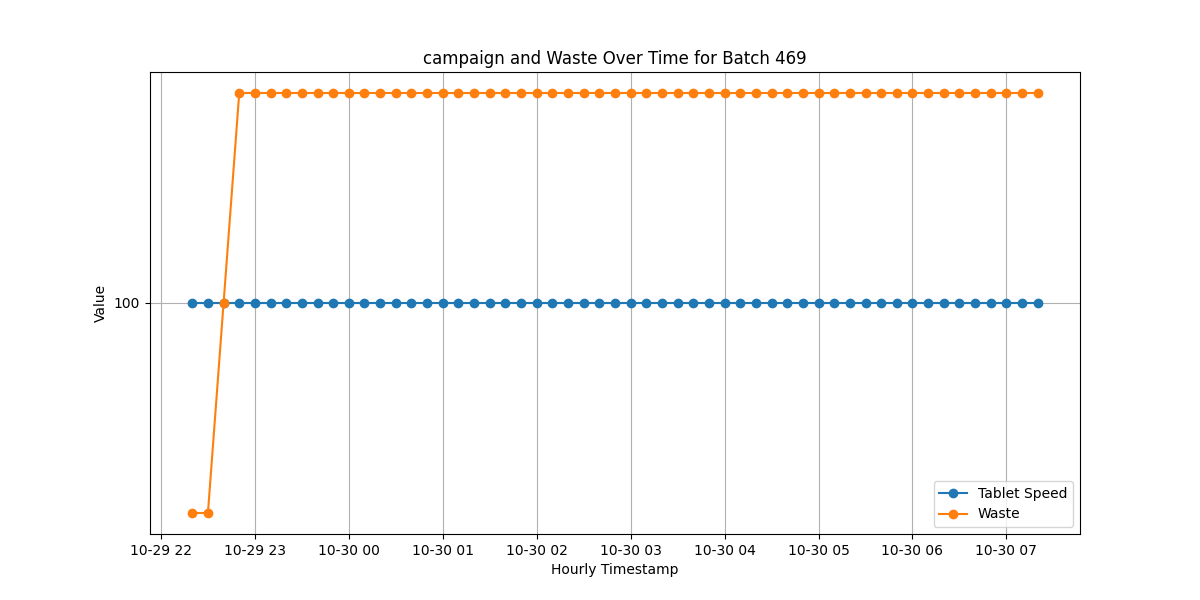 campaign and Waste Over Time for Batch 469
Value
100
Tablet Speed
Waste
10-29 22
10-29 23
10-30 00
10-30 01
10-30 02
10-30 03
10-30 04
10-30 05
10-30 06
10-30 07
Hourly Timestamp